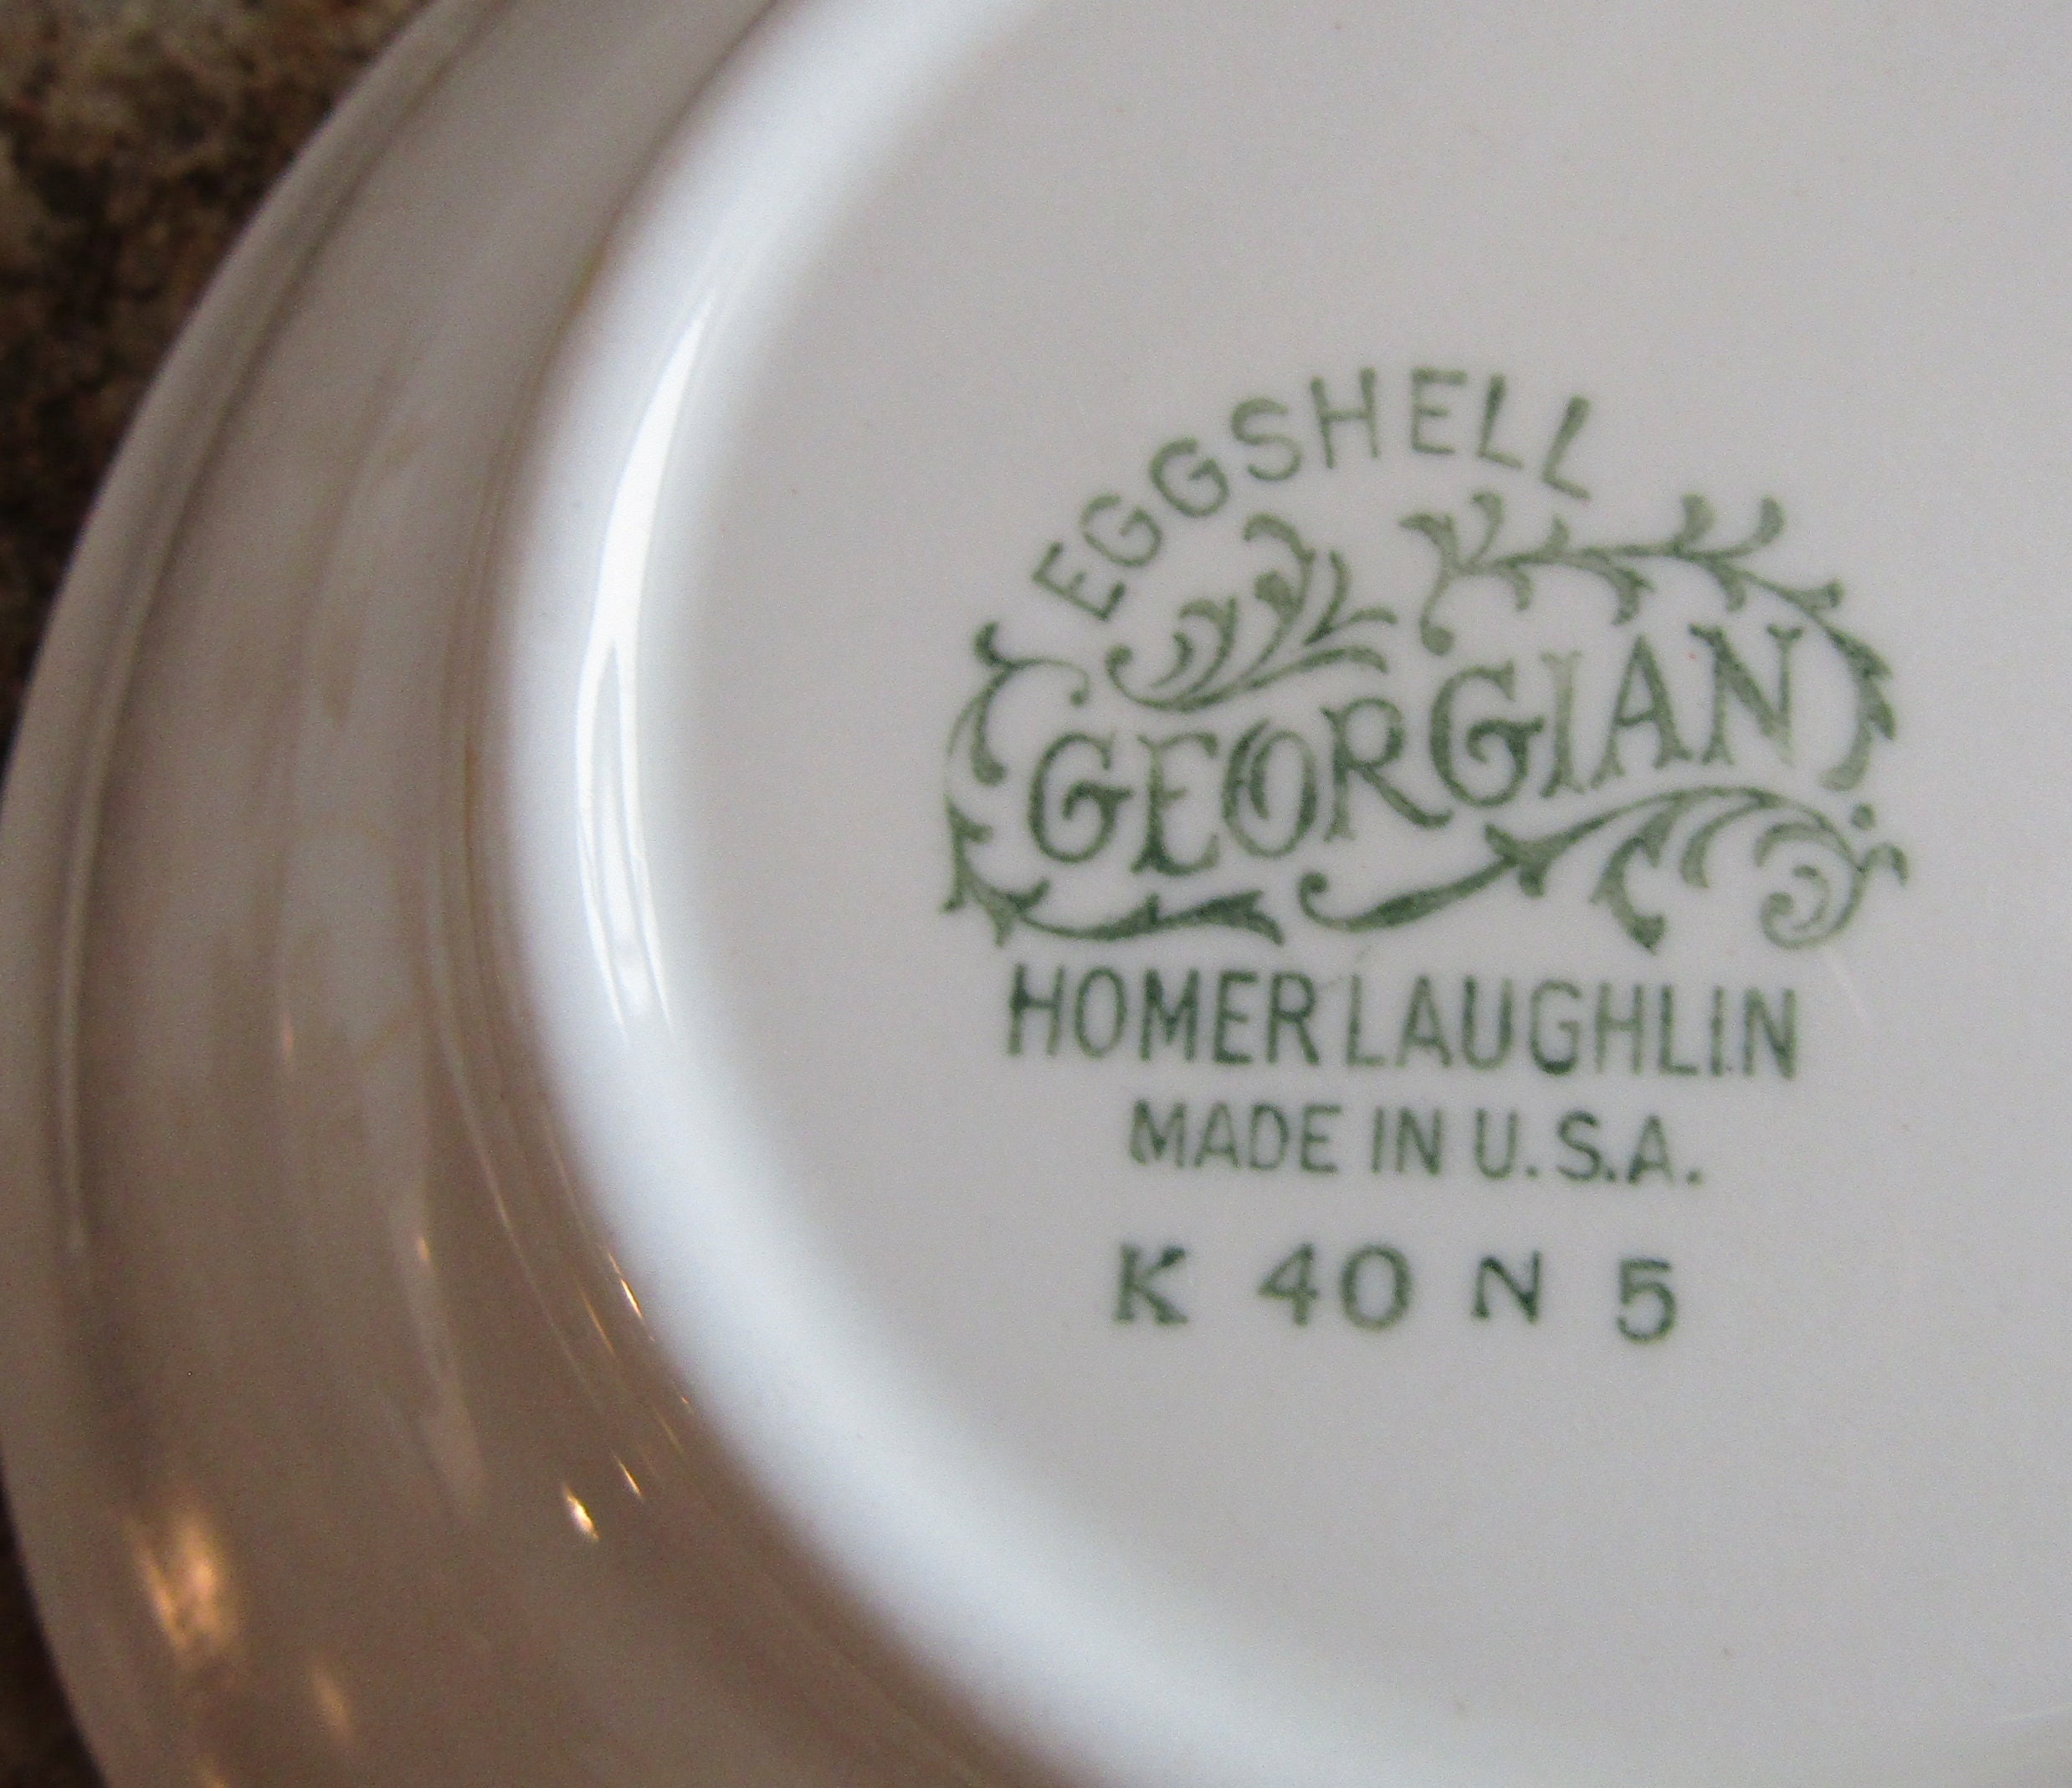 EGGSHELL
GEORGIAN
HOMER LAUGHLIN
MADE IN U.S.A.
K 40 N 5